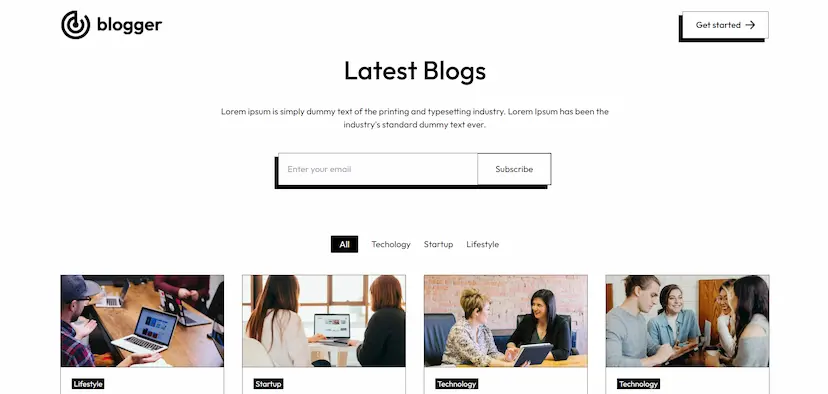 blogger
Get started
Latest Blogs
Lorem ipsum is simply dummy text of the printing and typesetting industry. Lorem Ipsum has been the
industry's standard dummy text ever.
Enter your email
Subscribe
All
Techology
Startup
Lifestyle
Lifestyle
Startup
Technology
Technology